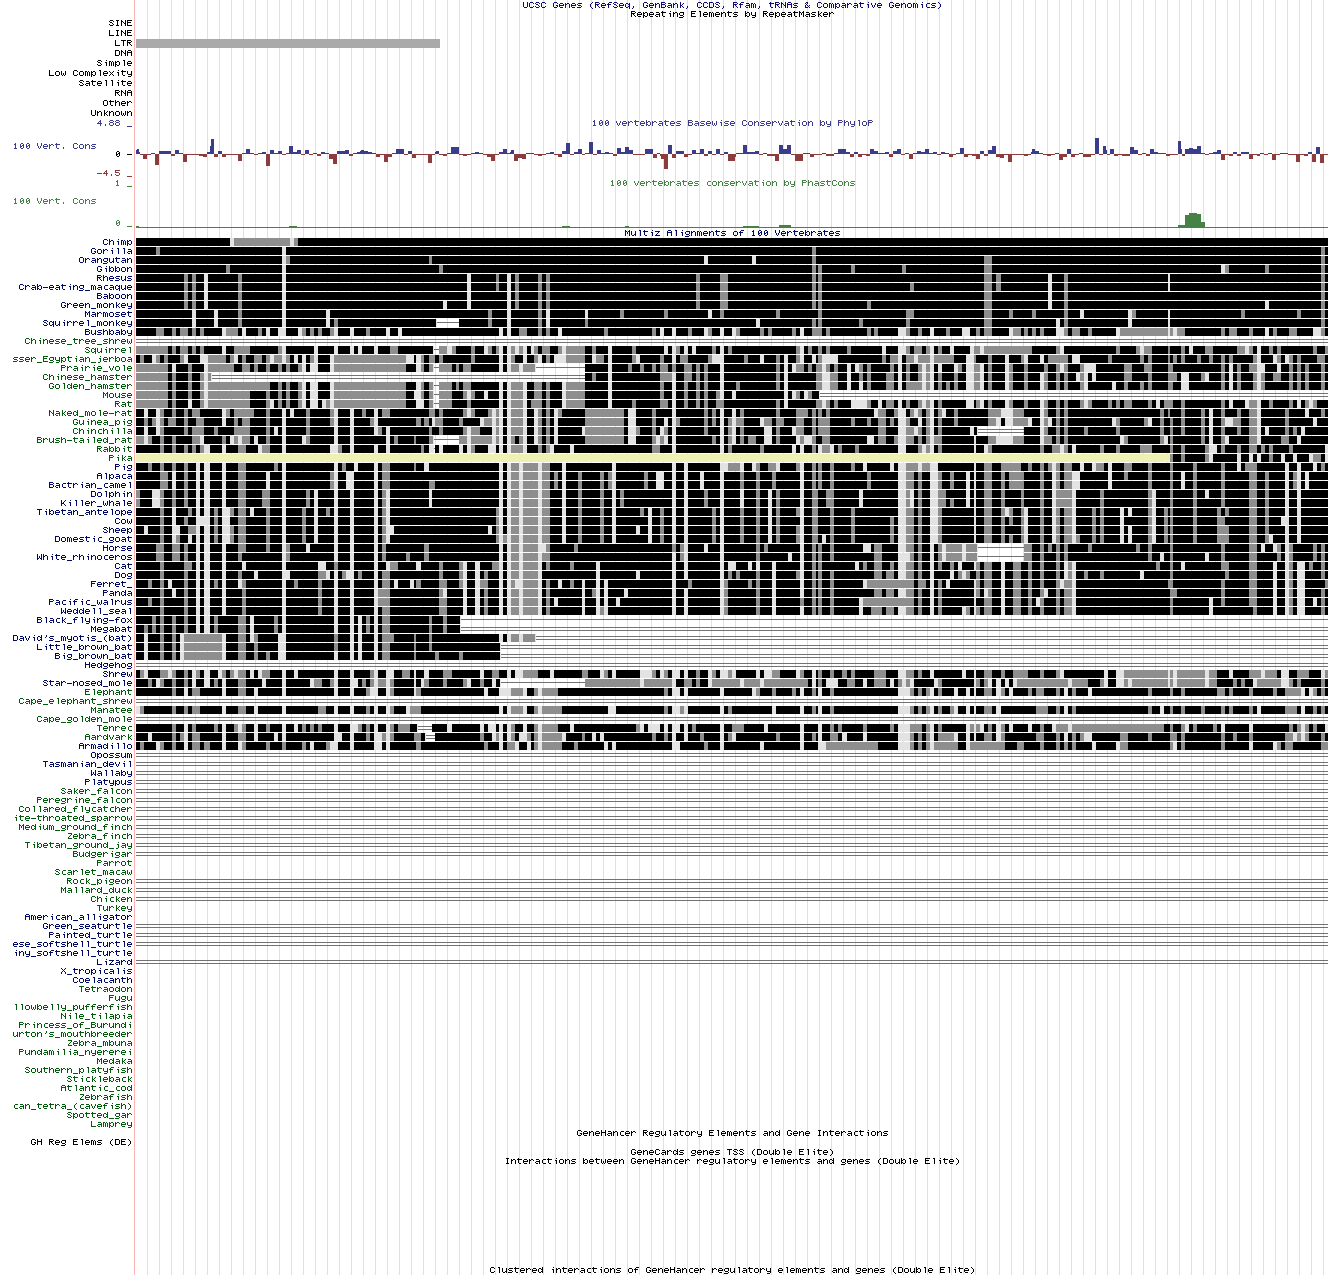 UCSC Genes (RefSeq, GenBank, CCDS, Rfam, tRNAs & Comparative Genomics)
Repeating Elements by RepeatMasker
SINE
LINE
LTR
DNA
Simple
Low Complexity
Satellite
RNA
Other
Unknown
4.88 _
100 vertebrates Basewise Conservation by PhyloP
100 Vert. Cons
0 -
-4.5 _
100 vertebrates conservation by PhastCons
1 _
100 Vert. Cons
0 _
Multiz Alignments of 100 Vertebrates
Chimp
Gorilla
Orangutan
Gibbon
Rhesus
Crab-eating_macaque
Baboon
Green_monkey
Marmoset
Squirrel_monkey
Bushbaby
Chinese_tree_shrew
Squirrel
sser_Egyptian_jerboa
Prairie_vole
Chinese_hamster
Golden_hamster
Mouse
Rat
Naked_mole-rat
Guinea_pig
Chinchilla
Brush-tailed_rat
Rabbit
Pika
Pig
Alpaca
Bactrian_camel
Dolphin
Killer_whale
Tibetan_antelope
Cow
Sheep
Domestic_goat
Horse
White_rhinoceros
Cat
Dog
Ferret_
Panda
Pacific_walrus
Weddell_seal
Black_flying-fox
Megabat
David's_myotis_(bat)
Little_brown_bat
Big_brown_bat
Hedgehog
Shrew
Star-nosed_mole
Elephant
Cape_elephant_shrew
Manatee
Cape_golden_mole
Tenrec
Aardvark
Armadillo
Opossum
Tasmanian_devil
Wallaby
Platypus
Saker_falcon
Peregrine_falcon
Collared_flycatcher
ite-throated_sparrow
Medium_ground_finch
Zebra_finch
Tibetan_ground_jay
Budgerigar
Parrot
Scarlet_macaw
Rock_pigeon
Mallard_duck
Chicken
Turkey
American_alligator
Green_seaturtle
Painted_turtle
ese_softshell_turtle
iny_softshell_turtle
Lizard
X_tropicalis
Coelacanth
Tetraodon
Fugu
llowbelly_pufferfish
Nile_tilapia
Princess_of_Burundi
urton's_mouthbreeder
Zebra_mbuna
Pundamilia_nyererei
Medaka
Southern_platyfish
Stickleback
Atlantic_cod
Zebrafish
can_tetra_(cavefish)
Spotted_gar
Lamprey
GeneHancer Regulatory Elements and Gene Interactions
GH Reg Elems (DE)
GeneCards genes TSS (Double Elite)
Interactions between GeneHancer regulatory elements and genes (Double Elite)
Clustered interactions of GeneHancer regulatory elements and genes (Double Elite)